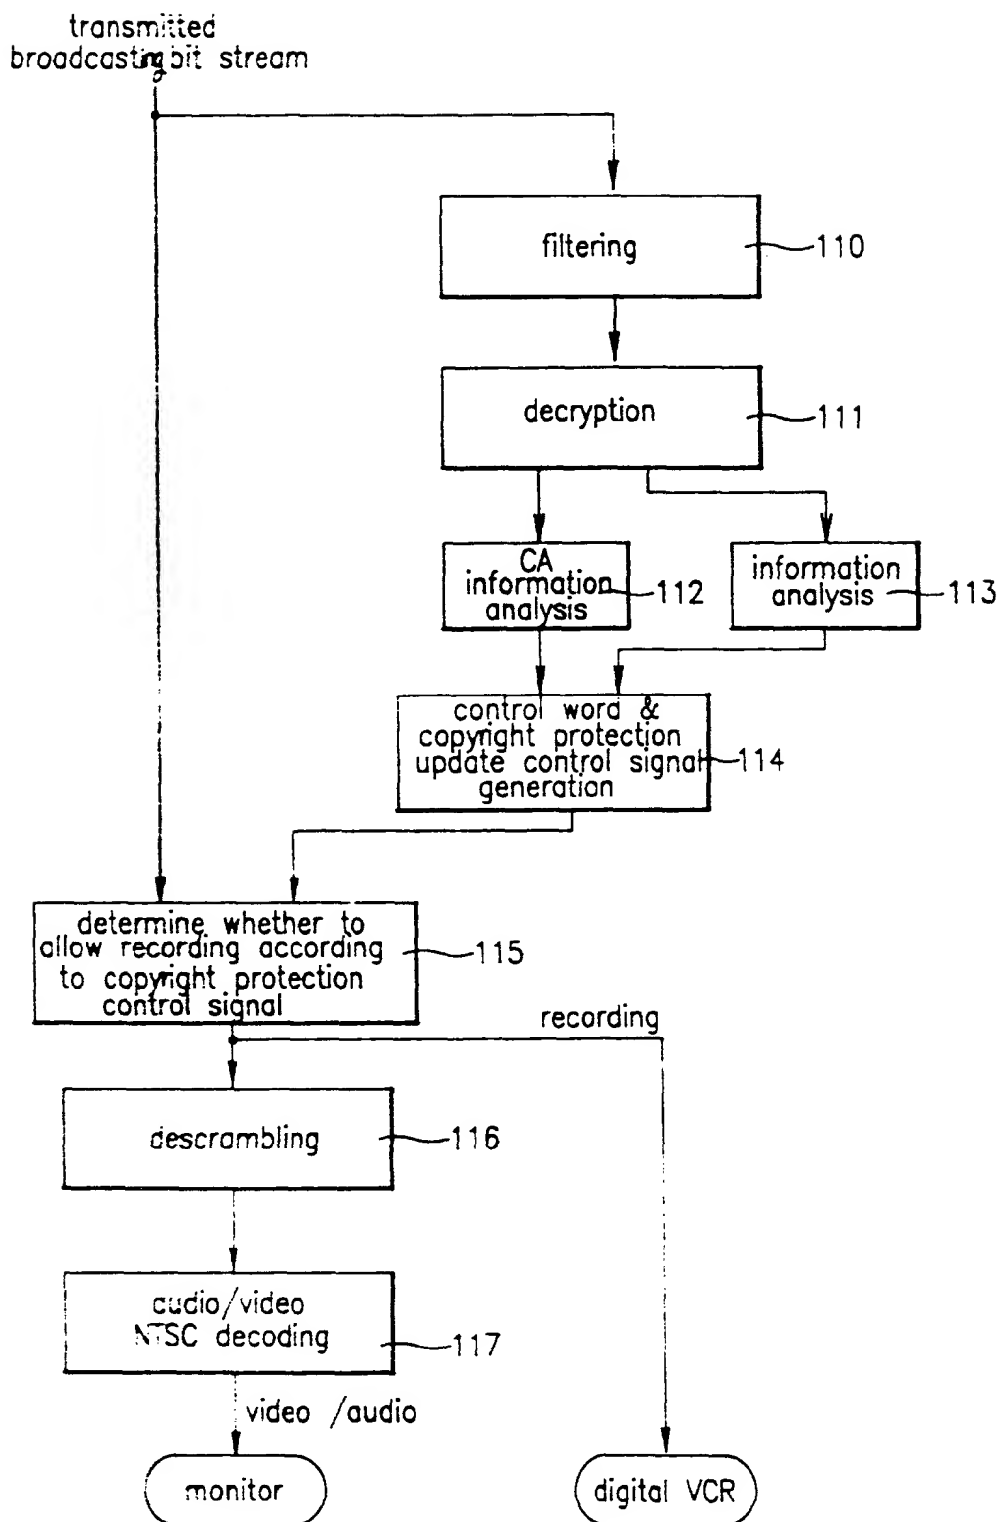 transmitted
broadcasting bit stream
filtering
110
decryption
111
CA
information
analysis
112
information
analysis
113
control word &
copyright protection
update control signal
generation
114
determine whether to
allow recording according
to copyright protection
control signal
115
recording
descrambling
116
audio/video
NTSC decoding
117
video /audio
monitor
digital VCR